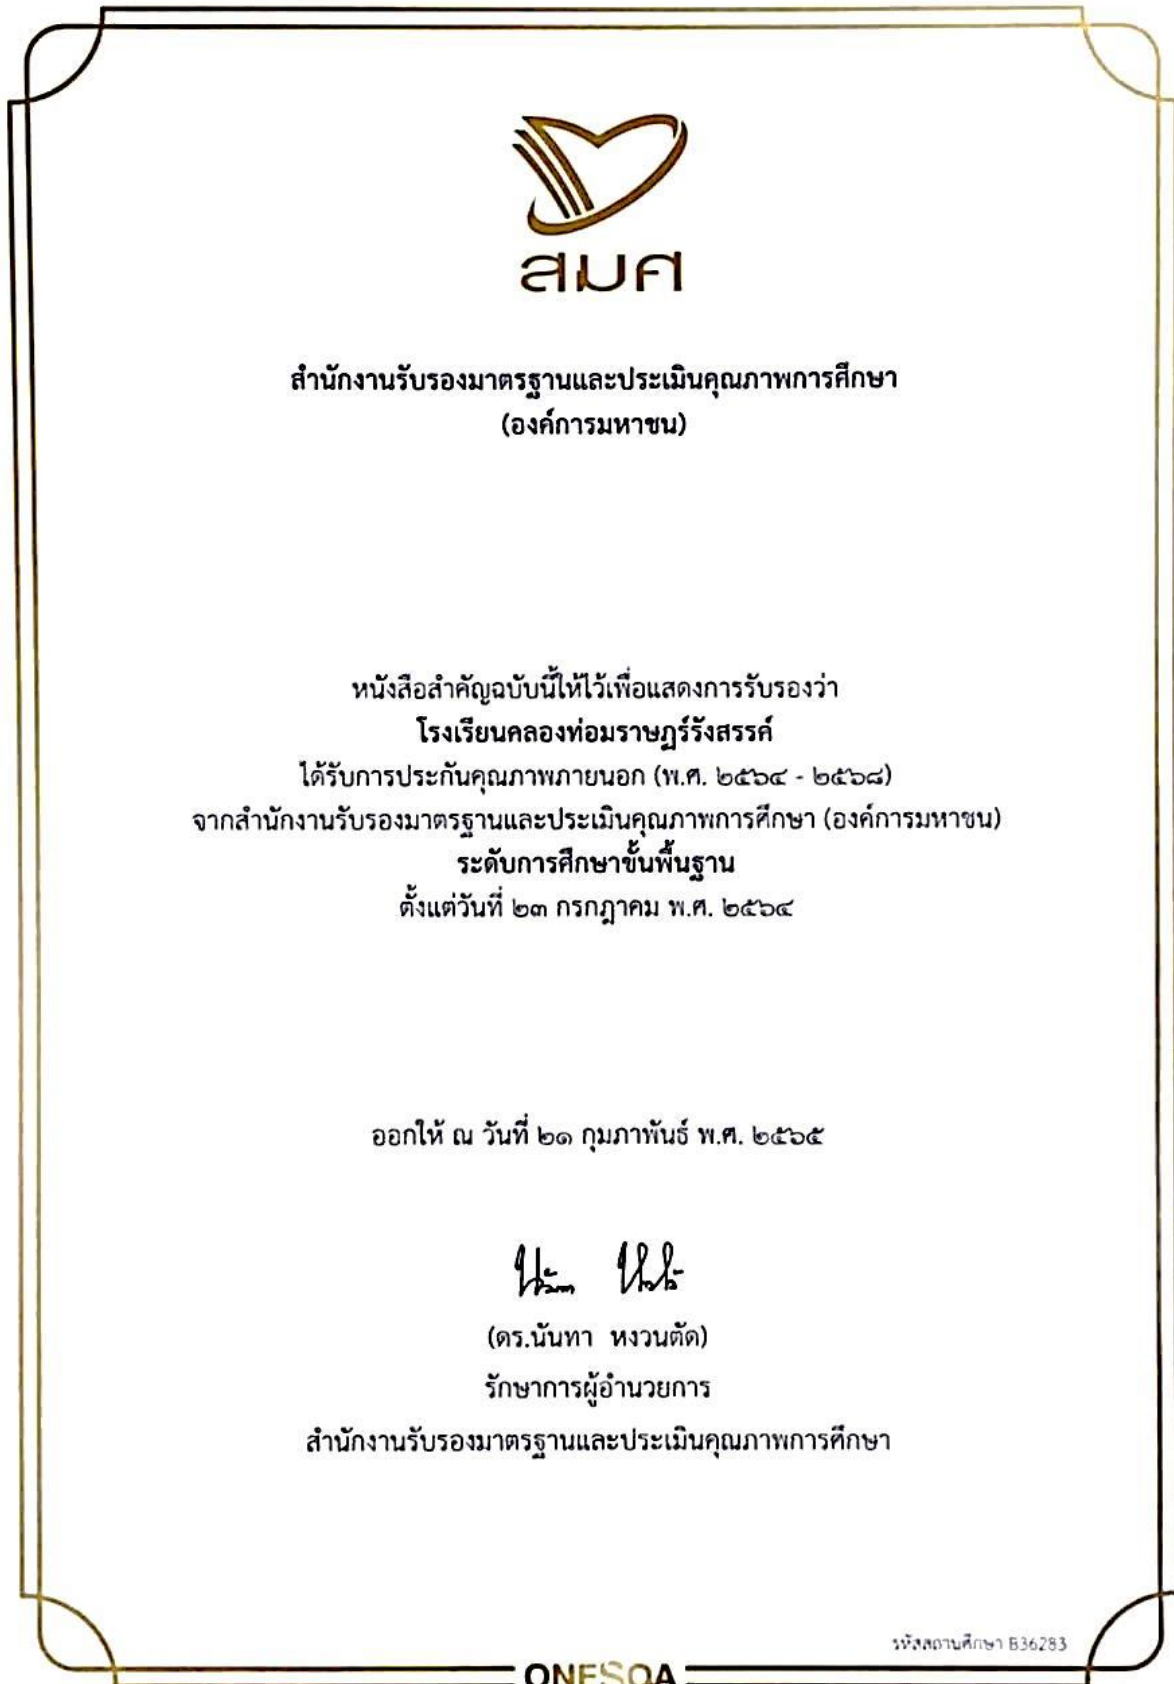 สมศ
สำนักงานรับรองมาตรฐานและประเมินคุณภาพการศึกษา
(องค์การมหาชน)
หนังสือสำคัญฉบับนี้ให้ไว้เพื่อแสดงการรับรองว่า
โรงเรียนคลองท่อมราษฎร์รังสรรค์
ได้รับการประกันคุณภาพภายนอก (พ.ศ. ๒๕๖๔ - ๒๕๖๘)
จากสำนักงานรับรองมาตรฐานและประเมินคุณภาพการศึกษา (องค์การมหาชน)
ระดับการศึกษาขั้นพื้นฐาน
ตั้งแต่วันที่ ๒๓ กรกฎาคม พ.ศ. ๒๕๖๔
ออกให้ ณ วันที่ ๒๑ กุมภาพันธ์ พ.ศ. ๒๕๖๕
(ดร.นันทา หงวนตัด)
รักษาการผู้อำนวยการ
สำนักงานรับรองมาตรฐานและประเมินคุณภาพการศึกษา
รหัสสถานศึกษา B36283
ONESQA